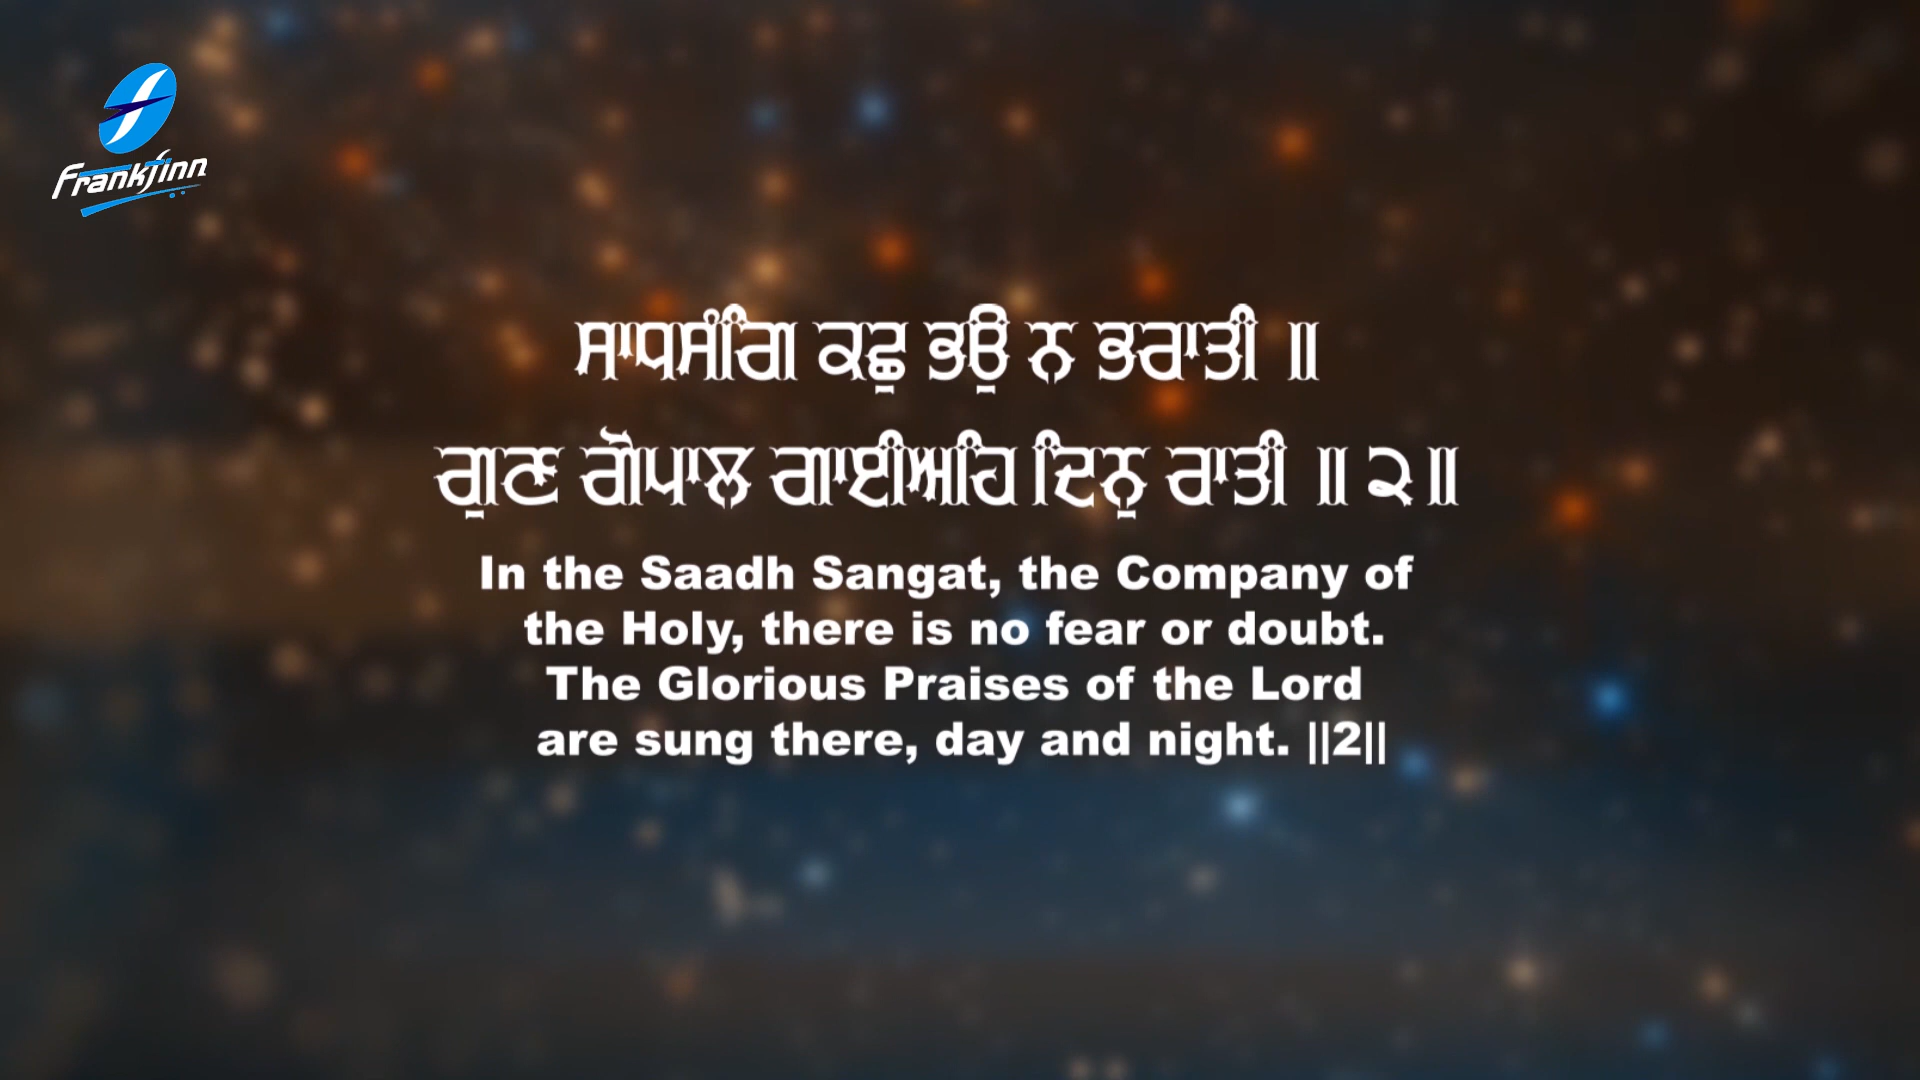 Frankfinn
ਸਾਧਸੰਗਿ ਕਛੁ ਭਉ ਨ ਭਰਾਤੀ ॥
ਗੁਣ ਗੋਪਾਲ ਗਾਈਅਹਿ ਦਿਨੁ ਰਾਤੀ ॥੨॥
In the Saadh Sangat, the Company of
the Holy, there is no fear or doubt.
The Glorious Praises of the Lord
are sung there, day and night. ||2||